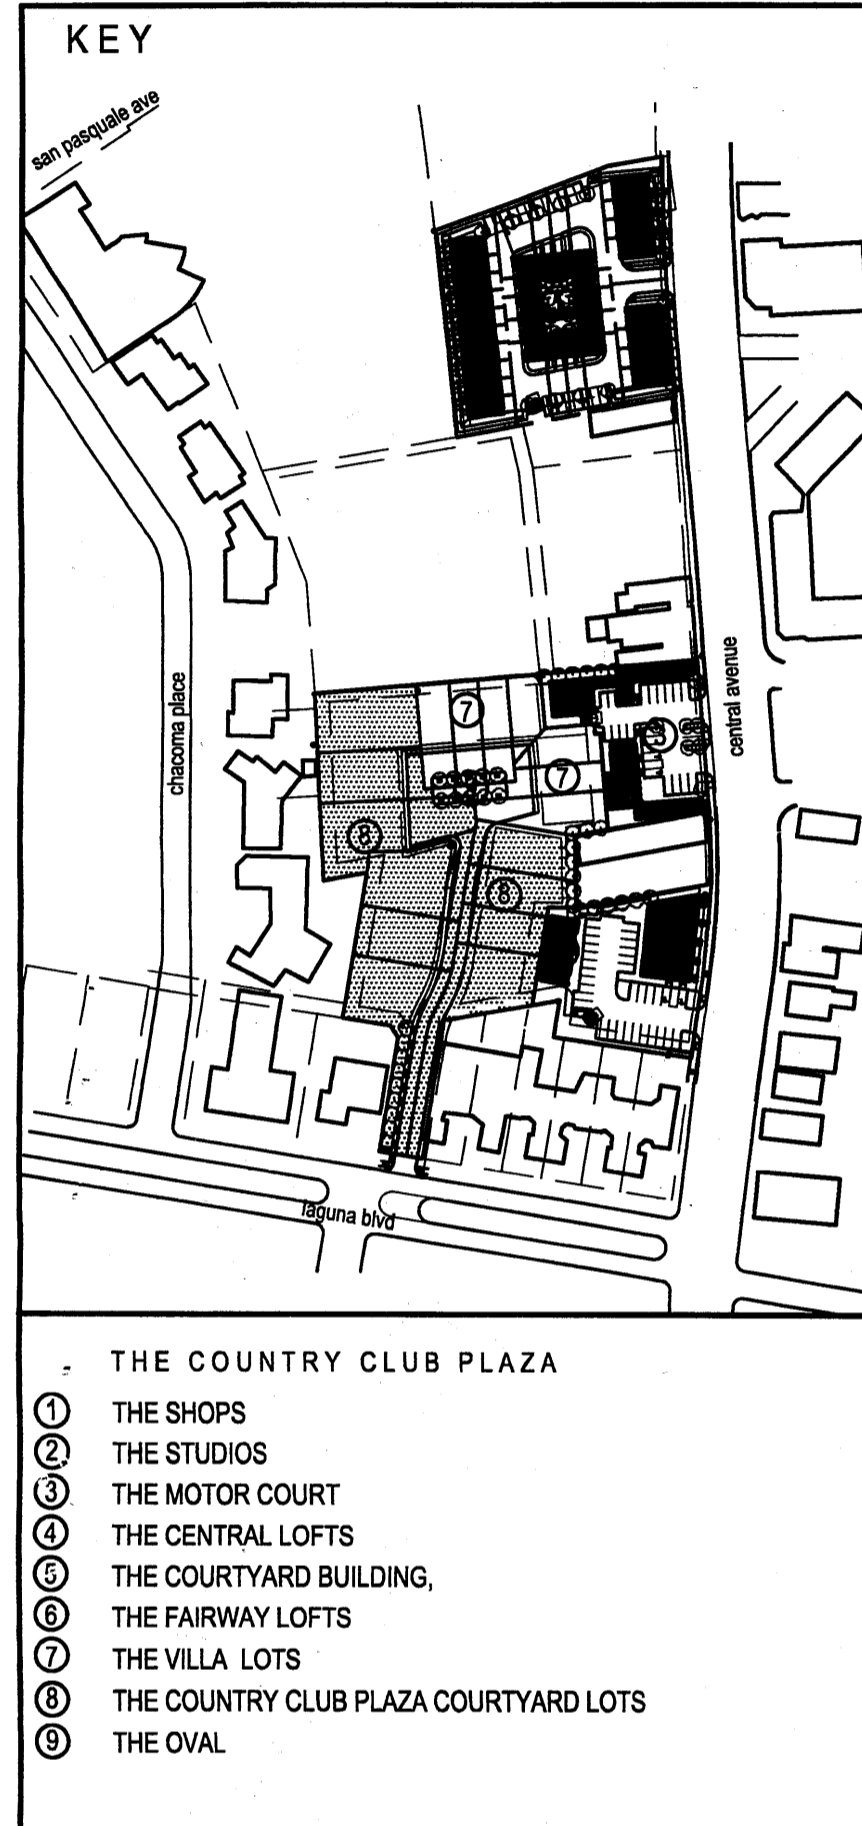 KEY
san pasquale ave
central avenue
chacoma place
7
7
8
8
laguna blvd
THE COUNTRY CLUB PLAZA
1 THE SHOPS
2 THE STUDIOS
3 THE MOTOR COURT
4 THE CENTRAL LOFTS
5 THE COURTYARD BUILDING,
6 THE FAIRWAY LOFTS
7 THE VILLA LOTS
8 THE COUNTRY CLUB PLAZA COURTYARD LOTS
9 THE OVAL